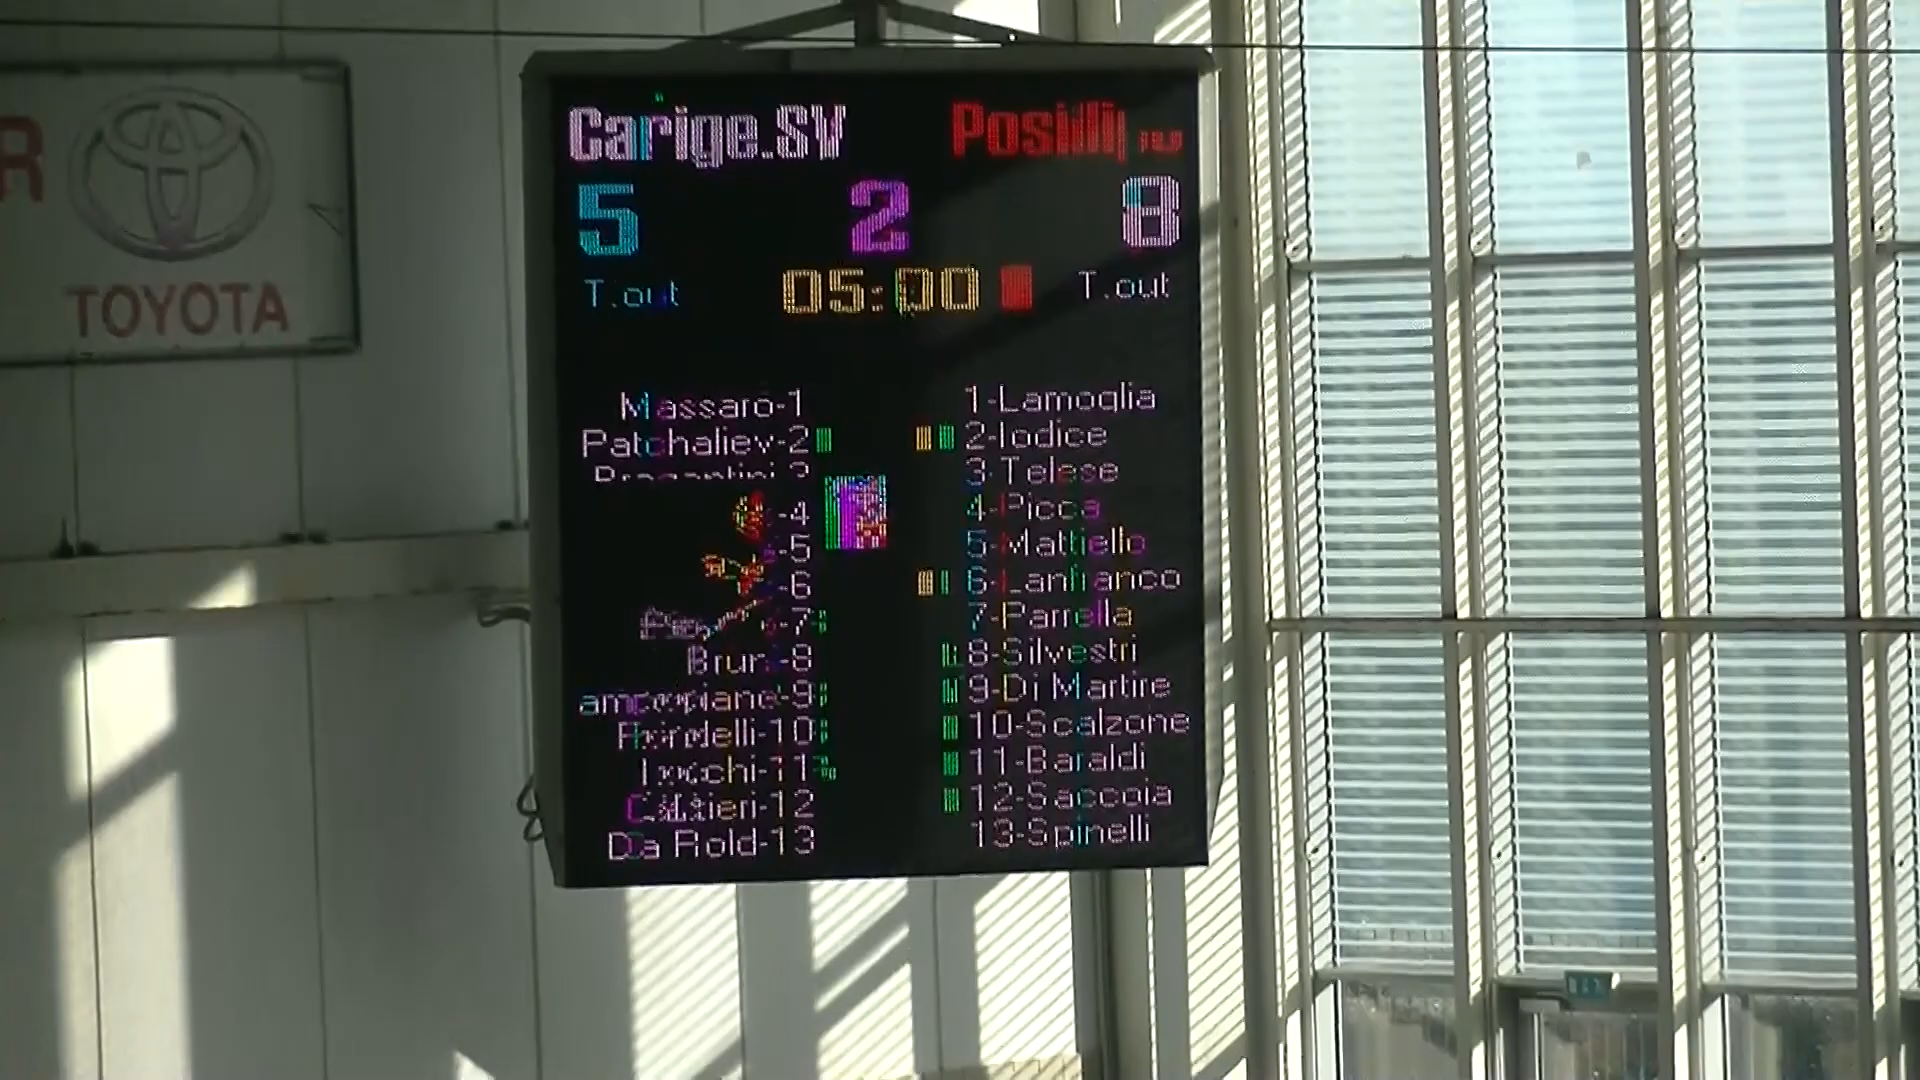 R
TOYOTA
Carige.SV
5 2 8
T.out 05:00 T.out
Massaro-1 1-Lamoglia
Patchaliev-2 2-Iodice
3-Telese
-4 4-Picca
-5 5-Mattiello
-6 6-Lanfranco
-7 7-Parrella
-8 8-Silvestri
-9 9-Di Martire
-10 10-Scalzone
-11 11-Baraldi
-12 12-Saccoia
Da Rold-13 13-Spinelli